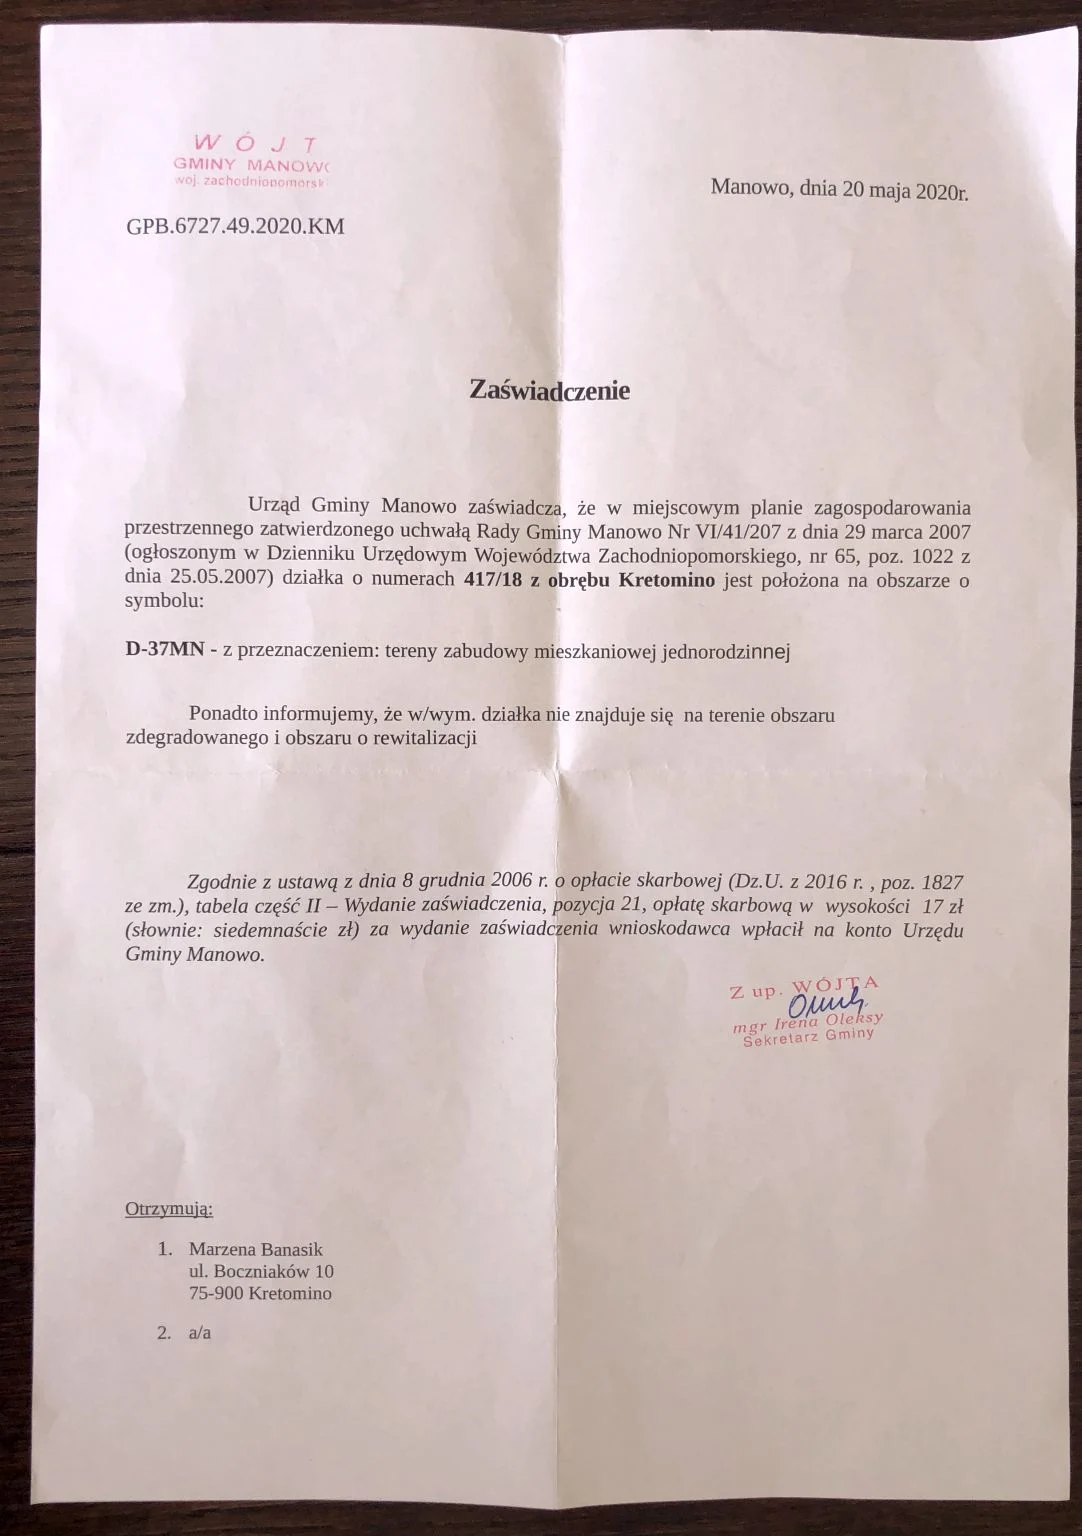 W Ó J T
GMINY MANOWO
woj. zachodniopomorski
Manowo, dnia 20 maja 2020r.
GPB.6727.49.2020.KM
Zaświadczenie
Urząd Gminy Manowo zaświadcza, że w miejscowym planie zagospodarowania
przestrzennego zatwierdzonego uchwałą Rady Gminy Manowo Nr VI/41/207 z dnia 29 marca 2007
(ogłoszonym w Dzienniku Urzędowym Województwa Zachodniopomorskiego, nr 65, poz. 1022 z
dnia 25.05.2007) działka o numerach 417/18 z obrębu Kretomino jest położona na obszarze o
symbolu:
D-37MN - z przeznaczeniem: tereny zabudowy mieszkaniowej jednorodzinnej
Ponadto informujemy, że w/wym. działka nie znajduje się na terenie obszaru
zdegradowanego i obszaru o rewitalizacji
Zgodnie z ustawą z dnia 8 grudnia 2006 r. o opłacie skarbowej (Dz.U. z 2016 r. , poz. 1827
ze zm.), tabela część II – Wydanie zaświadczenia, pozycja 21, opłatę skarbową w wysokości 17 zł
(słownie: siedemnaście zł) za wydanie zaświadczenia wnioskodawca wpłacił na konto Urzędu
Gminy Manowo.
Z up. WÓJTA
mgr Irena Oleksy
Sekretarz Gminy
Otrzymują:
1. Marzena Banasik
ul. Boczniaków 10
75-900 Kretomino
2. a/a